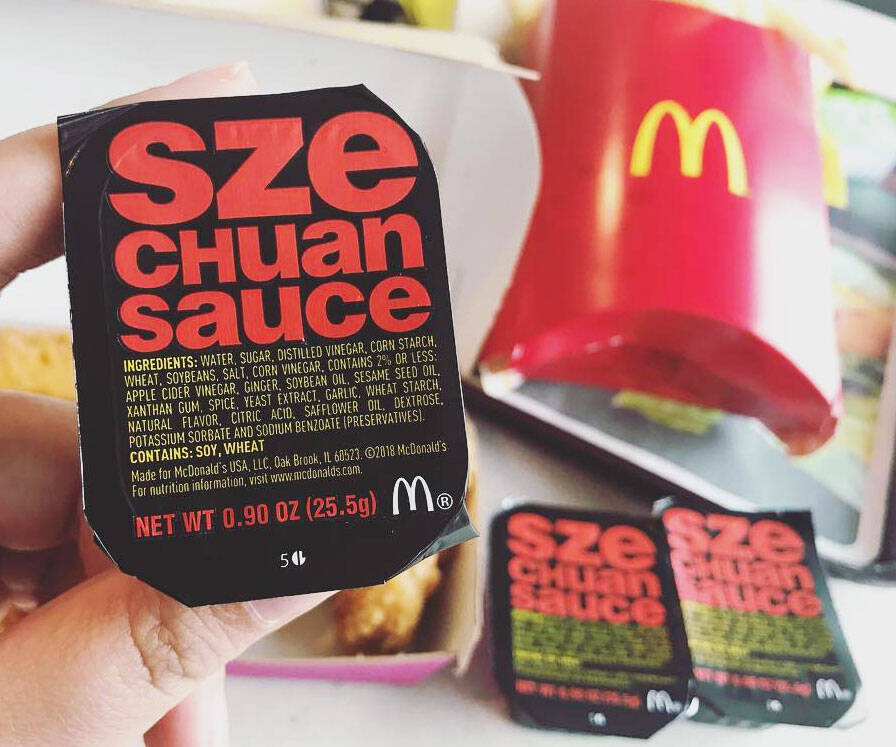 sze
CHuan
sauce
INGREDIENTS: WATER, SUGAR, DISTILLED VINEGAR, CORN STARCH,
WHEAT, SOYBEANS, SALT, CORN VINEGAR, CONTAINS 2% OR LESS:
APPLE CIDER VINEGAR, GINGER, SOYBEAN OIL, SESAME SEED OIL,
XANTHAN GUM, SPICE, YEAST EXTRACT, GARLIC, WHEAT STARCH,
NATURAL FLAVOR, CITRIC ACID, SAFFLOWER OIL, DEXTROSE,
POTASSIUM SORBATE AND SODIUM BENZOATE (PRESERVATIVES).
CONTAINS: SOY, WHEAT
Made for McDonald's USA, LLC, Oak Brook, IL 60523. ©2018 McDonald's
For nutrition information, visit www.mcdonalds.com.
NET WT 0.90 OZ (25.5g) M®
5
M
sze
CHuan
sauce
M
sze
CHuan
sauce
M